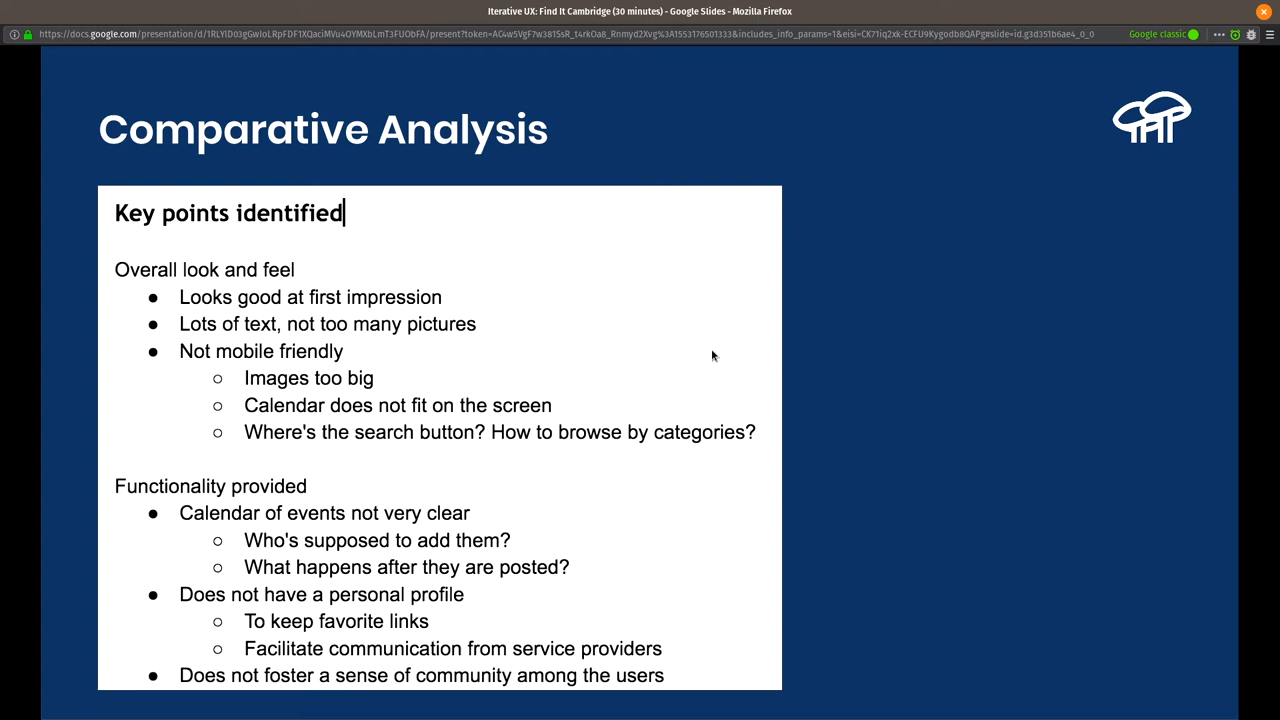 Iterative UX: Find It Cambridge (30 minutes) - Google Slides - Mozilla Firefox
Google classic
Comparative Analysis
Key points identified
Overall look and feel
● Looks good at first impression
● Lots of text, not too many pictures
● Not mobile friendly
○ Images too big
○ Calendar does not fit on the screen
○ Where's the search button? How to browse by categories?
Functionality provided
● Calendar of events not very clear
○ Who's supposed to add them?
○ What happens after they are posted?
● Does not have a personal profile
○ To keep favorite links
○ Facilitate communication from service providers
● Does not foster a sense of community among the users